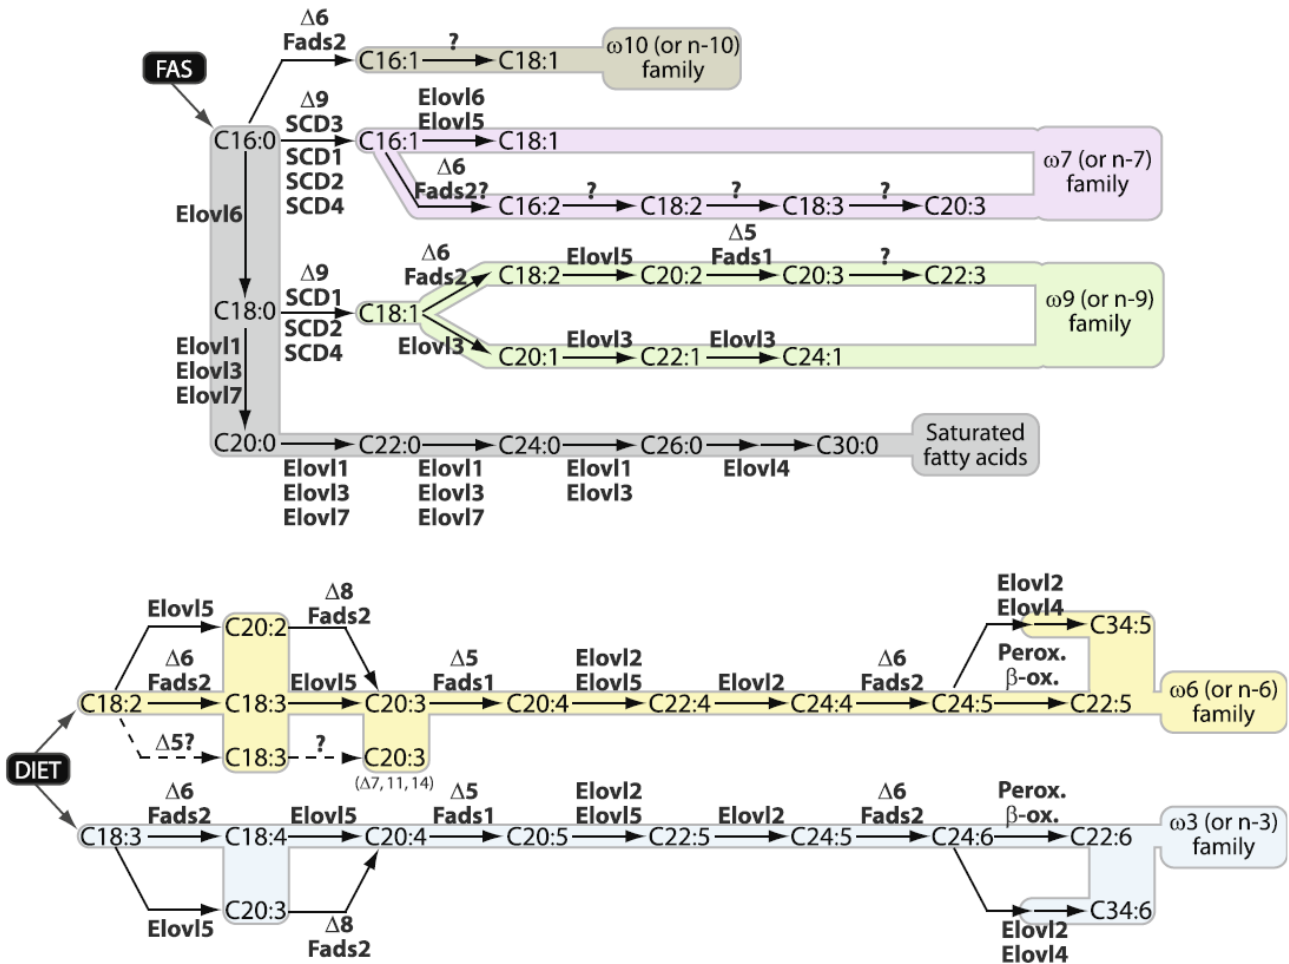 Δ6
Fads2
?
C16:1
C18:1
ω10 (or n-10)
family
FAS
Δ9
SCD3
Elovl6
Elovl5
C16:0
C16:1
C18:1
SCD1
SCD2
SCD4
Δ6
Fads2?
?
?
?
C16:2
C18:2
C18:3
C20:3
ω7 (or n-7)
family
Elovl6
Δ9
SCD1
Δ6
Fads2
Elovl5
Δ5
Fads1
?
C18:2
C20:2
C20:3
C22:3
C18:0
C18:1
SCD2
SCD4
ω9 (or n-9)
family
Elovl3
Elovl3
Elovl3
C20:1
C22:1
C24:1
Elovl1
Elovl3
Elovl7
C20:0
C22:0
C24:0
C26:0
C30:0
Saturated
fatty acids
Elovl1
Elovl3
Elovl7
Elovl1
Elovl3
Elovl7
Elovl1
Elovl3
Elovl4
Elovl5
C20:2
Δ8
Fads2
Elovl2
Elovl4
C34:5
Δ6
Fads2
Elovl5
Δ5
Fads1
Elovl2
Elovl5
Elovl2
Δ6
Fads2
Perox.
β-ox.
C18:2
C18:3
C20:3
C20:4
C22:4
C24:4
C24:5
C22:5
ω6 (or n-6)
family
Δ5?
?
C18:3
C20:3
(Δ7, 11, 14)
DIET
Δ6
Fads2
Elovl5
Δ5
Fads1
Elovl2
Elovl5
Elovl2
Δ6
Fads2
Perox.
β-ox.
C18:3
C18:4
C20:4
C20:5
C22:5
C24:5
C24:6
C22:6
ω3 (or n-3)
family
Elovl5
C20:3
Δ8
Fads2
C34:6
Elovl2
Elovl4